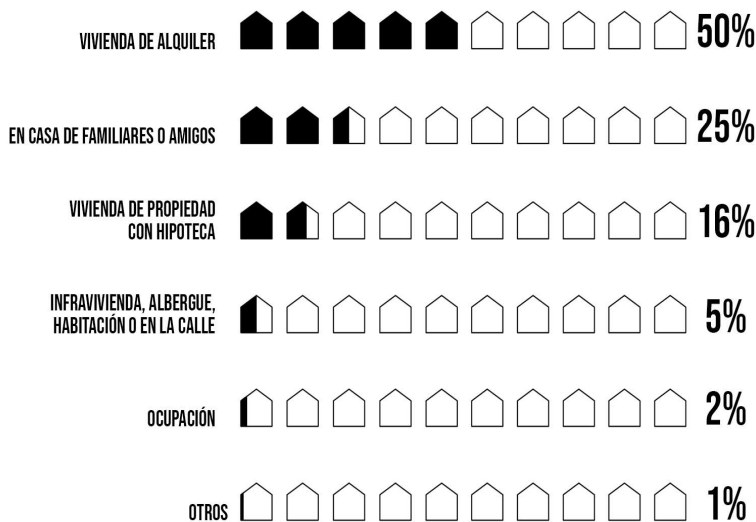 VIVIENDA DE ALQUILER 50%
EN CASA DE FAMILIARES O AMIGOS 25%
VIVIENDA DE PROPIEDAD
CON HIPOTECA 16%
INFRAVIVIENDA, ALBERGUE,
HABITACIÓN O EN LA CALLE 5%
OCUPACIÓN 2%
OTROS 1%